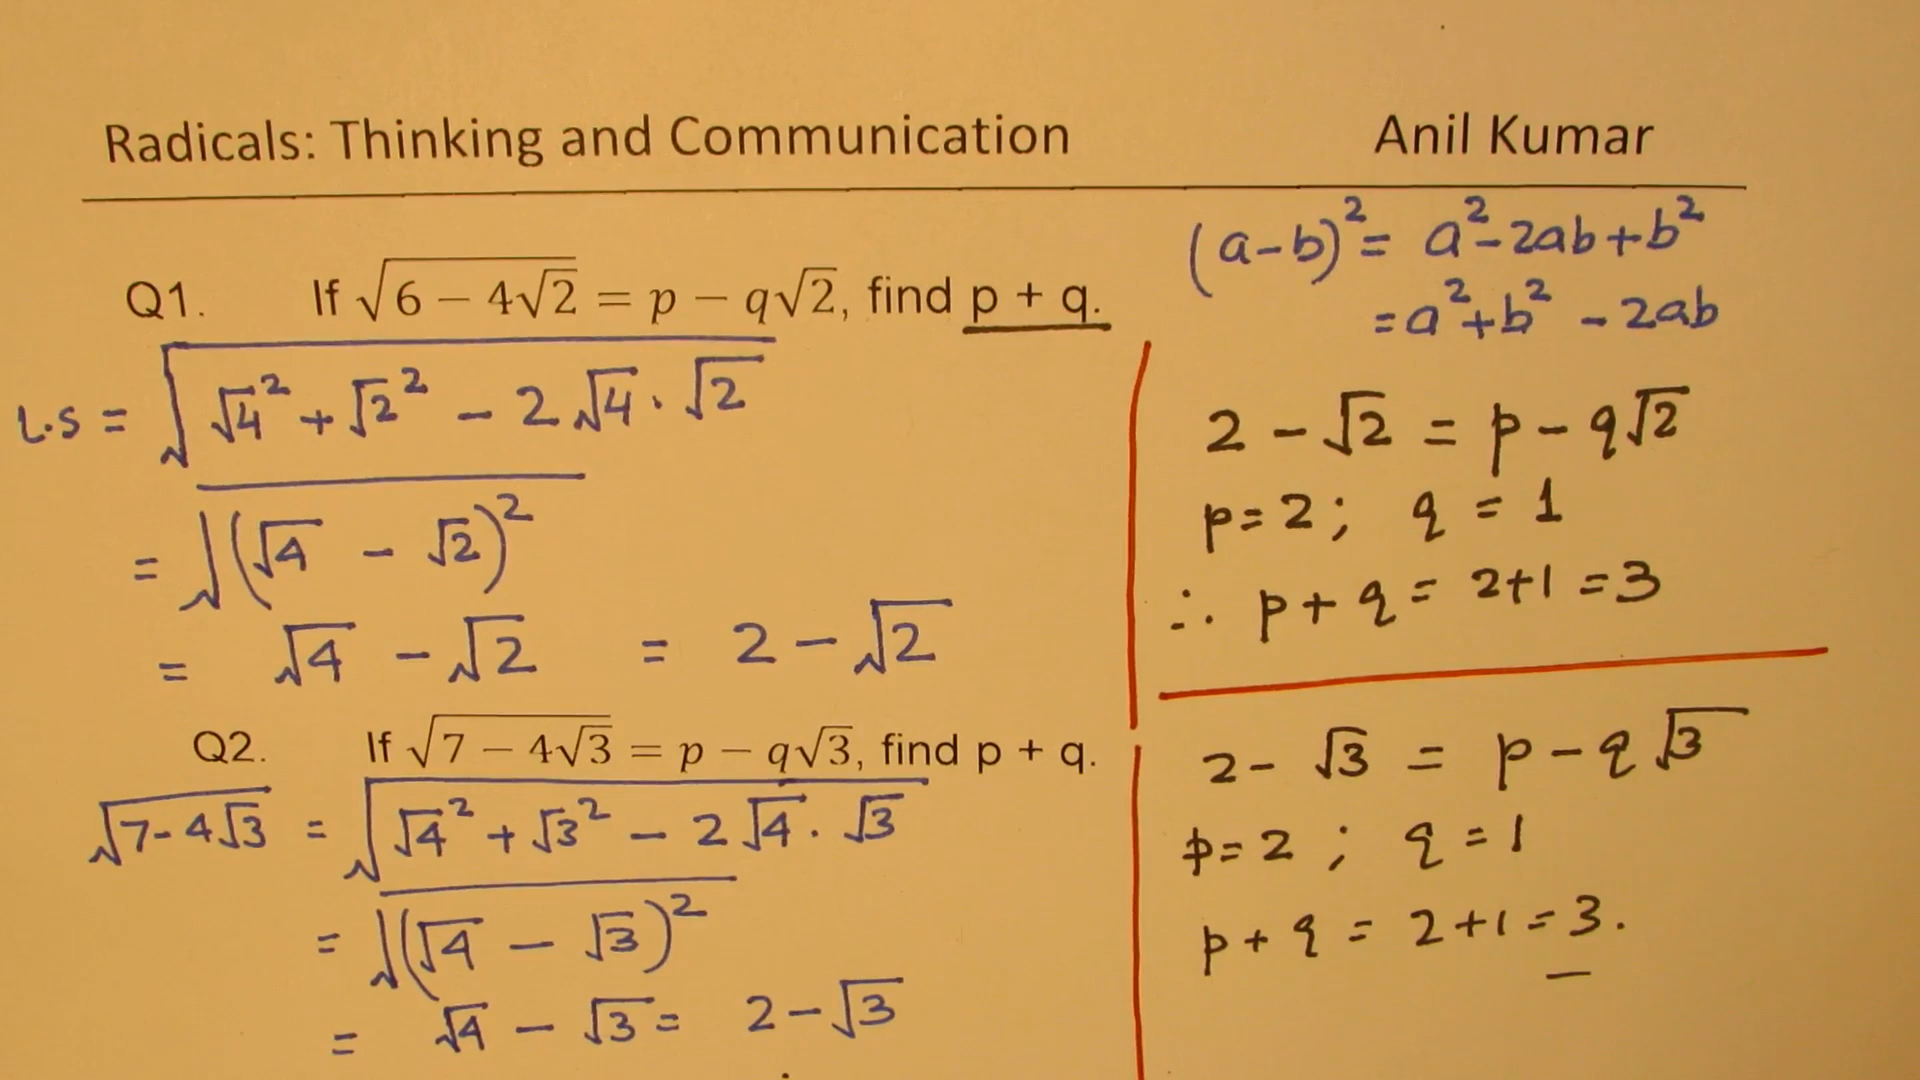 Radicals: Thinking and Communication Anil Kumar
(a-b)² = a²-2ab+b²
= a²+b² - 2ab
Q1. If √(6 − 4√2) = p − q√2, find p + q.
L.S = √(√4² + √2² - 2√4·√2)
= √((√4 - √2)²)
= √4 - √2 = 2 - √2
2 - √2 = p - q√2
p = 2; q = 1
∴ p + q = 2+1 = 3
Q2. If √(7 − 4√3) = p − q√3, find p + q.
√(7-4√3) = √(√4² + √3² - 2√4·√3)
= √((√4 - √3)²)
= √4 - √3 = 2 - √3
2 - √3 = p - q√3
p = 2; q = 1
p + q = 2+1 = 3.